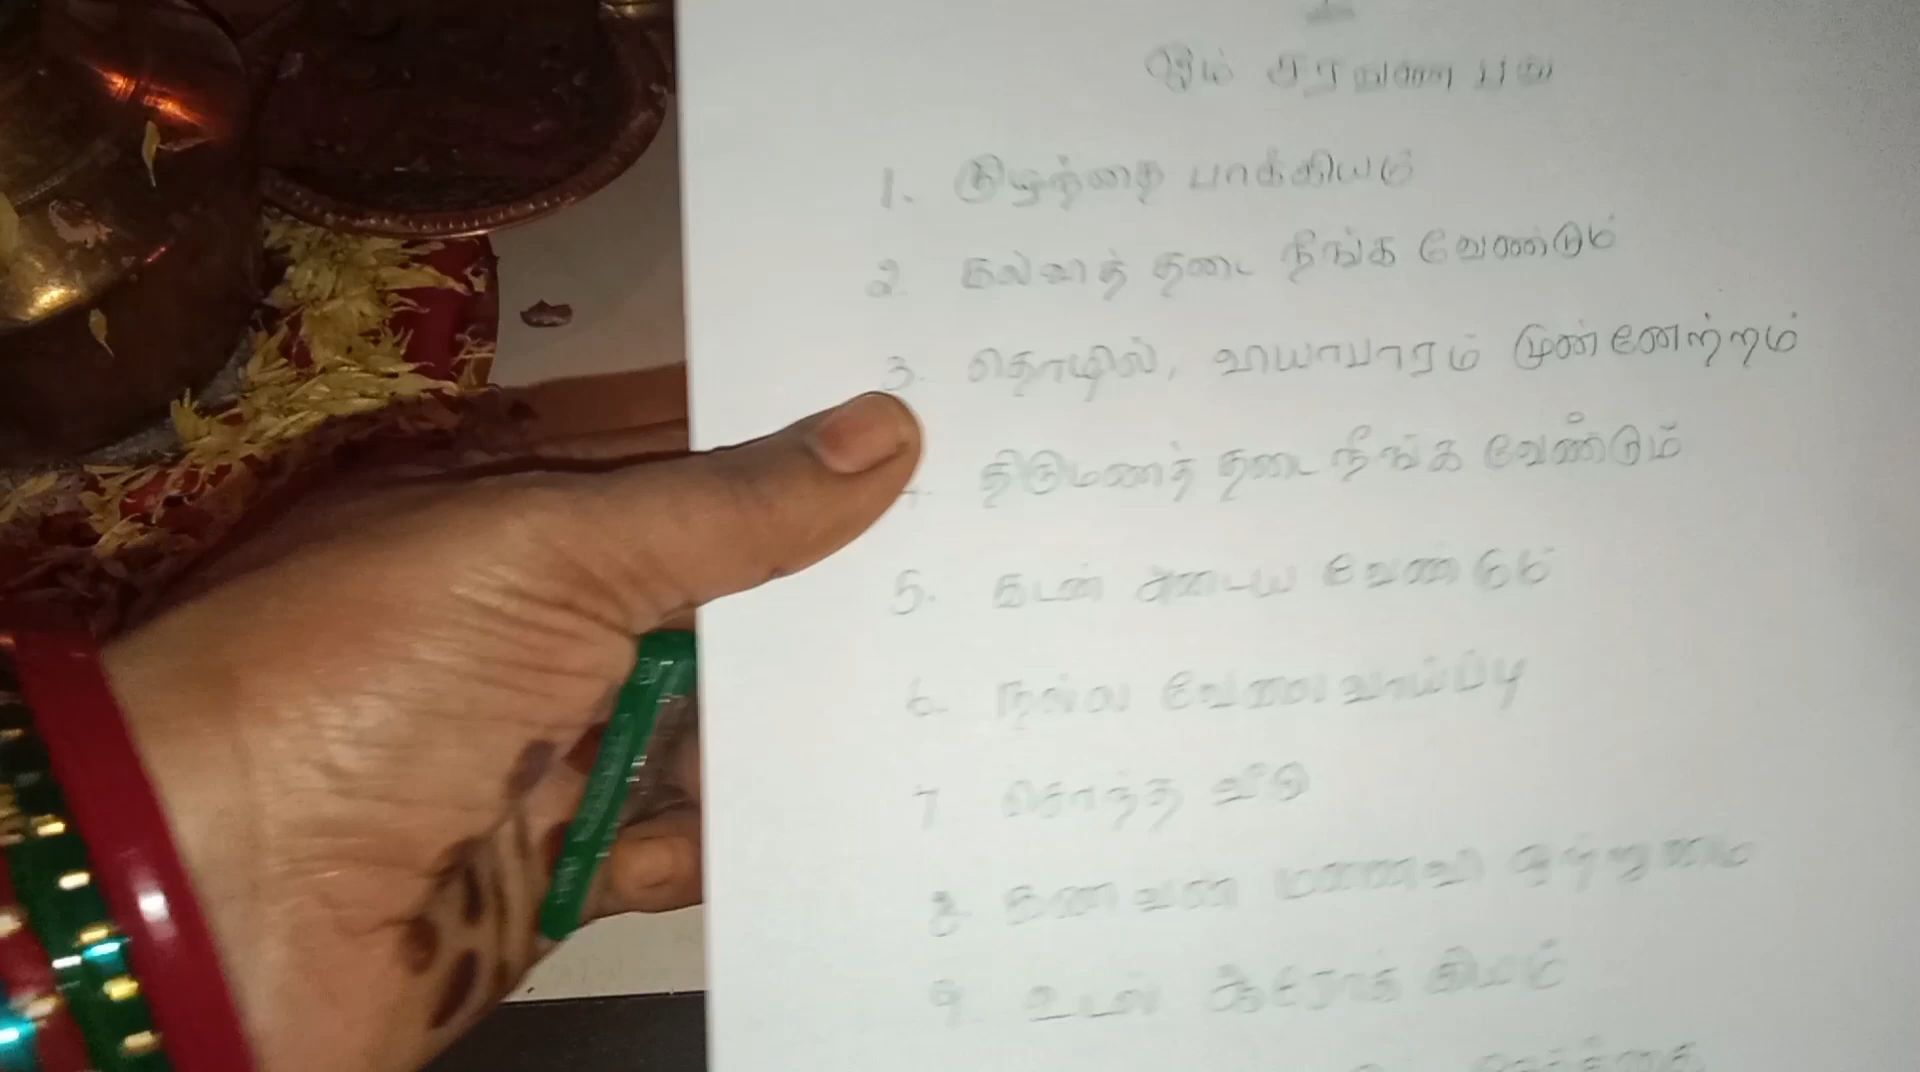 ஓம் சரவண பவ
1. குழந்தை பாக்கியம்
2. கல்வித் தடை நீங்க வேண்டும்
3. தொழில், வியாபாரம் முன்னேற்றம்
4. திருமணத் தடை நீங்க வேண்டும்
5. கடன் அடைய வேண்டும்
6. நல்ல வேலை வாய்ப்பு
7 சொந்த வீடு
8 கணவன் மனைவி ஒற்றுமை
9. உடல் ஆரோக்கியம்